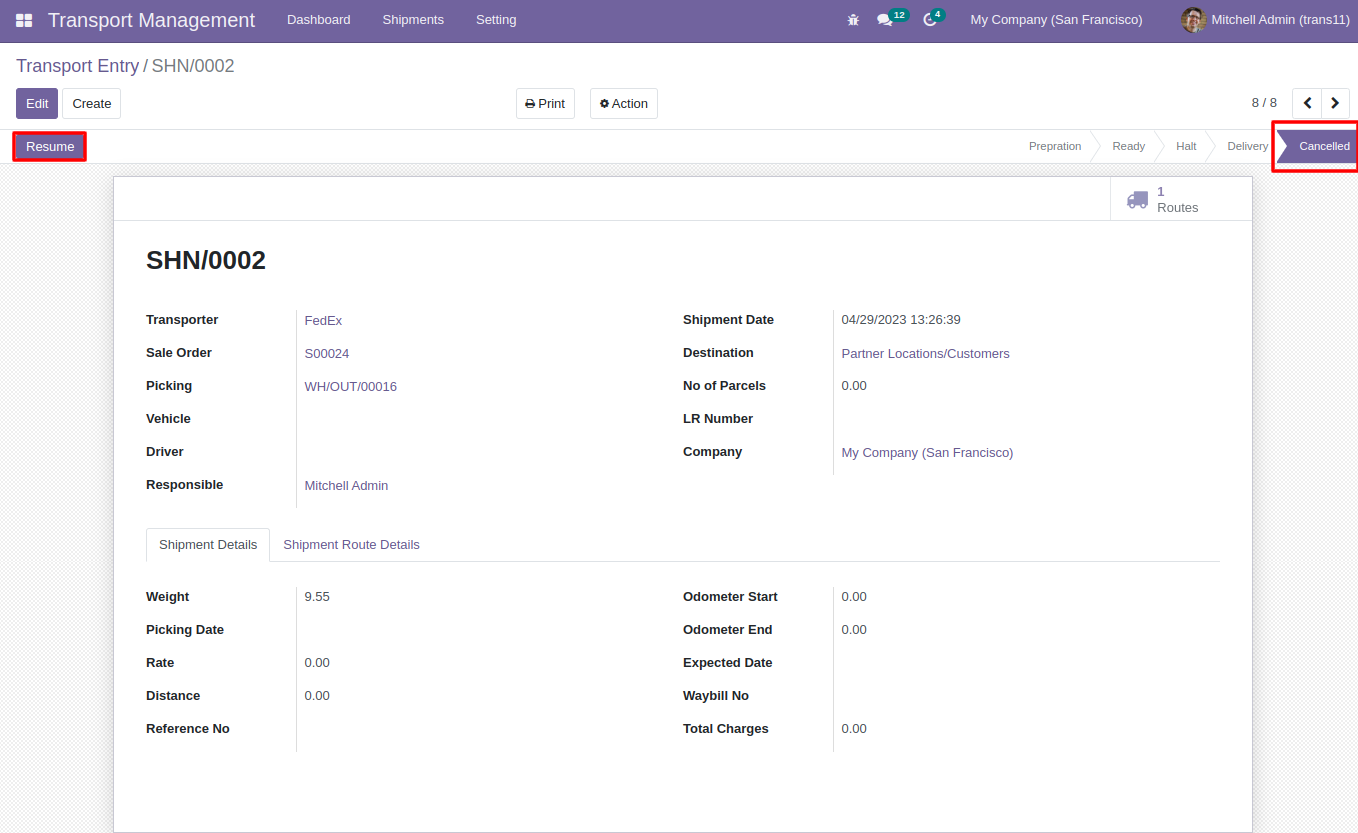 Transport Management Dashboard Shipments Setting 12 4 My Company (San Francisco) Mitchell Admin (trans11)
Transport Entry / SHN/0002
Edit Create Print Action 8 / 8
Resume Prepration Ready Halt Delivery Cancelled
1
Routes
SHN/0002
Transporter FedEx Shipment Date 04/29/2023 13:26:39
Sale Order S00024 Destination Partner Locations/Customers
Picking WH/OUT/00016 No of Parcels 0.00
Vehicle LR Number
Driver Company My Company (San Francisco)
Responsible Mitchell Admin
Shipment Details Shipment Route Details
Weight 9.55 Odometer Start 0.00
Picking Date Odometer End 0.00
Rate 0.00 Expected Date
Distance 0.00 Waybill No
Reference No Total Charges 0.00